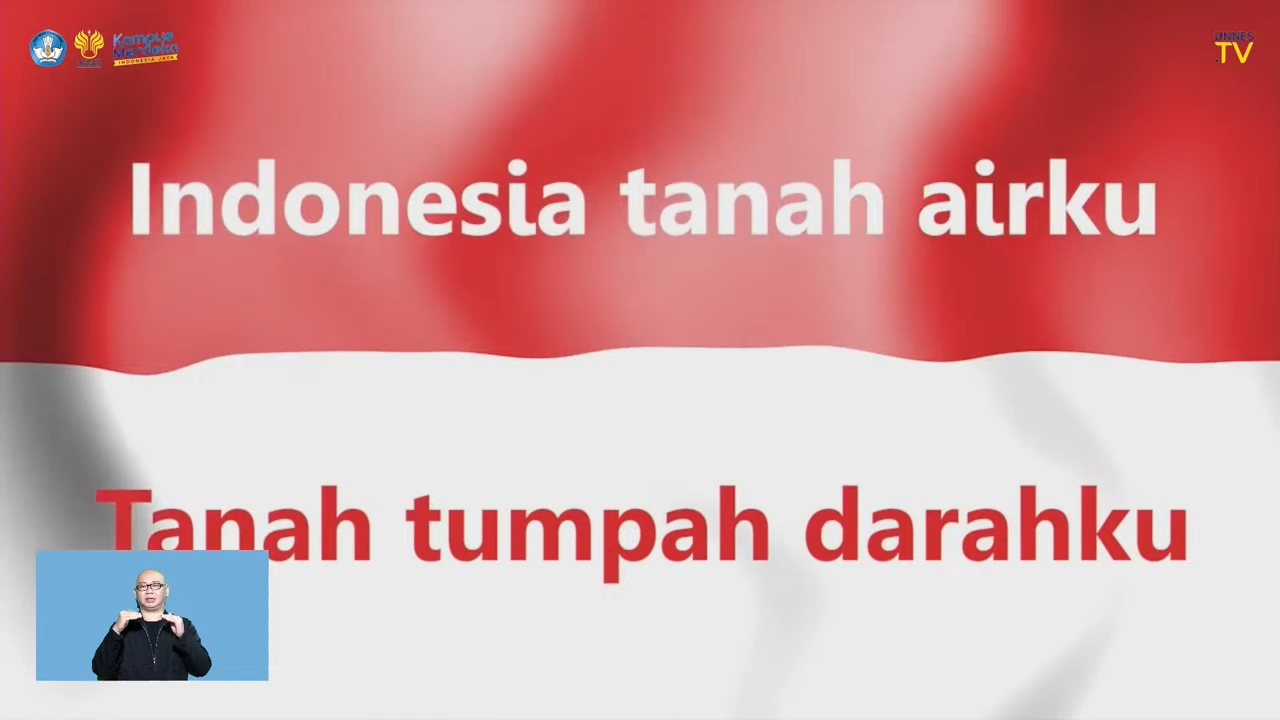 Kampus
Merdeka
INDONESIA JAYA
UNNES
TV
Indonesia tanah airku
Tanah tumpah darahku